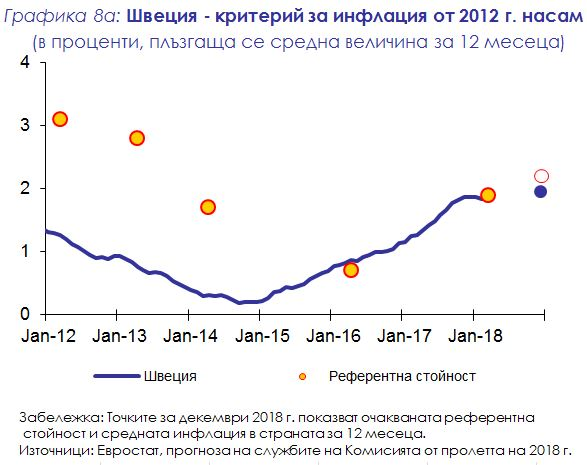 Графика 8а: Швеция - критерий за инфлация от 2012 г. насам
(в проценти, плъзгаща се средна величина за 12 месеца)
4
3
2
1
0
Jan-12 Jan-13 Jan-14 Jan-15 Jan-16 Jan-17 Jan-18
Швеция Референтна стойност
Забележка: Точките за декември 2018 г. показват очакваната референтна
стойност и средната инфлация в страната за 12 месеца.
Източници: Евростат, прогноза на службите на Комисията от пролетта на 2018 г.